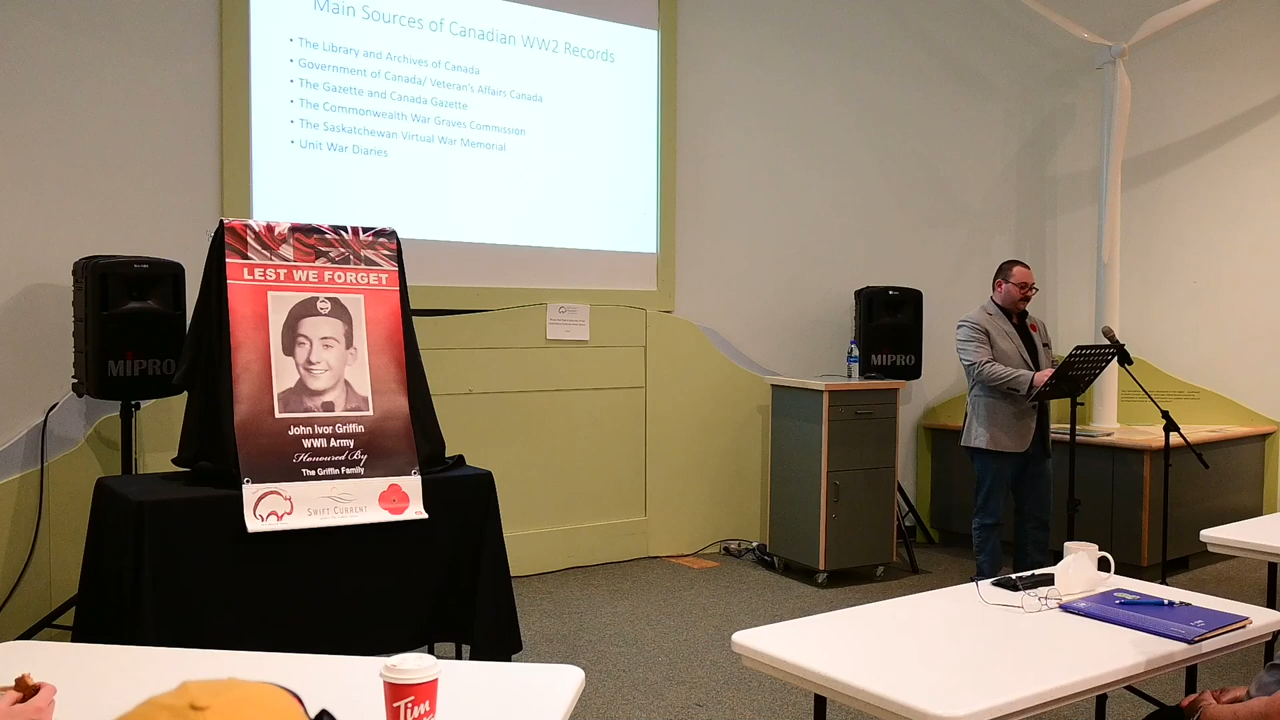 Main Sources of Canadian WW2 Records
• The Library and Archives of Canada
• Government of Canada/ Veteran's Affairs Canada
• The Gazette and Canada Gazette
• The Commonwealth War Graves Commission
• The Saskatchewan Virtual War Memorial
• Unit War Diaries
LEST WE FORGET
John Ivor Griffin
WWII Army
Honoured By
The Griffin Family
SWIFT CURRENT
MIPRO
MIPRO
Tim